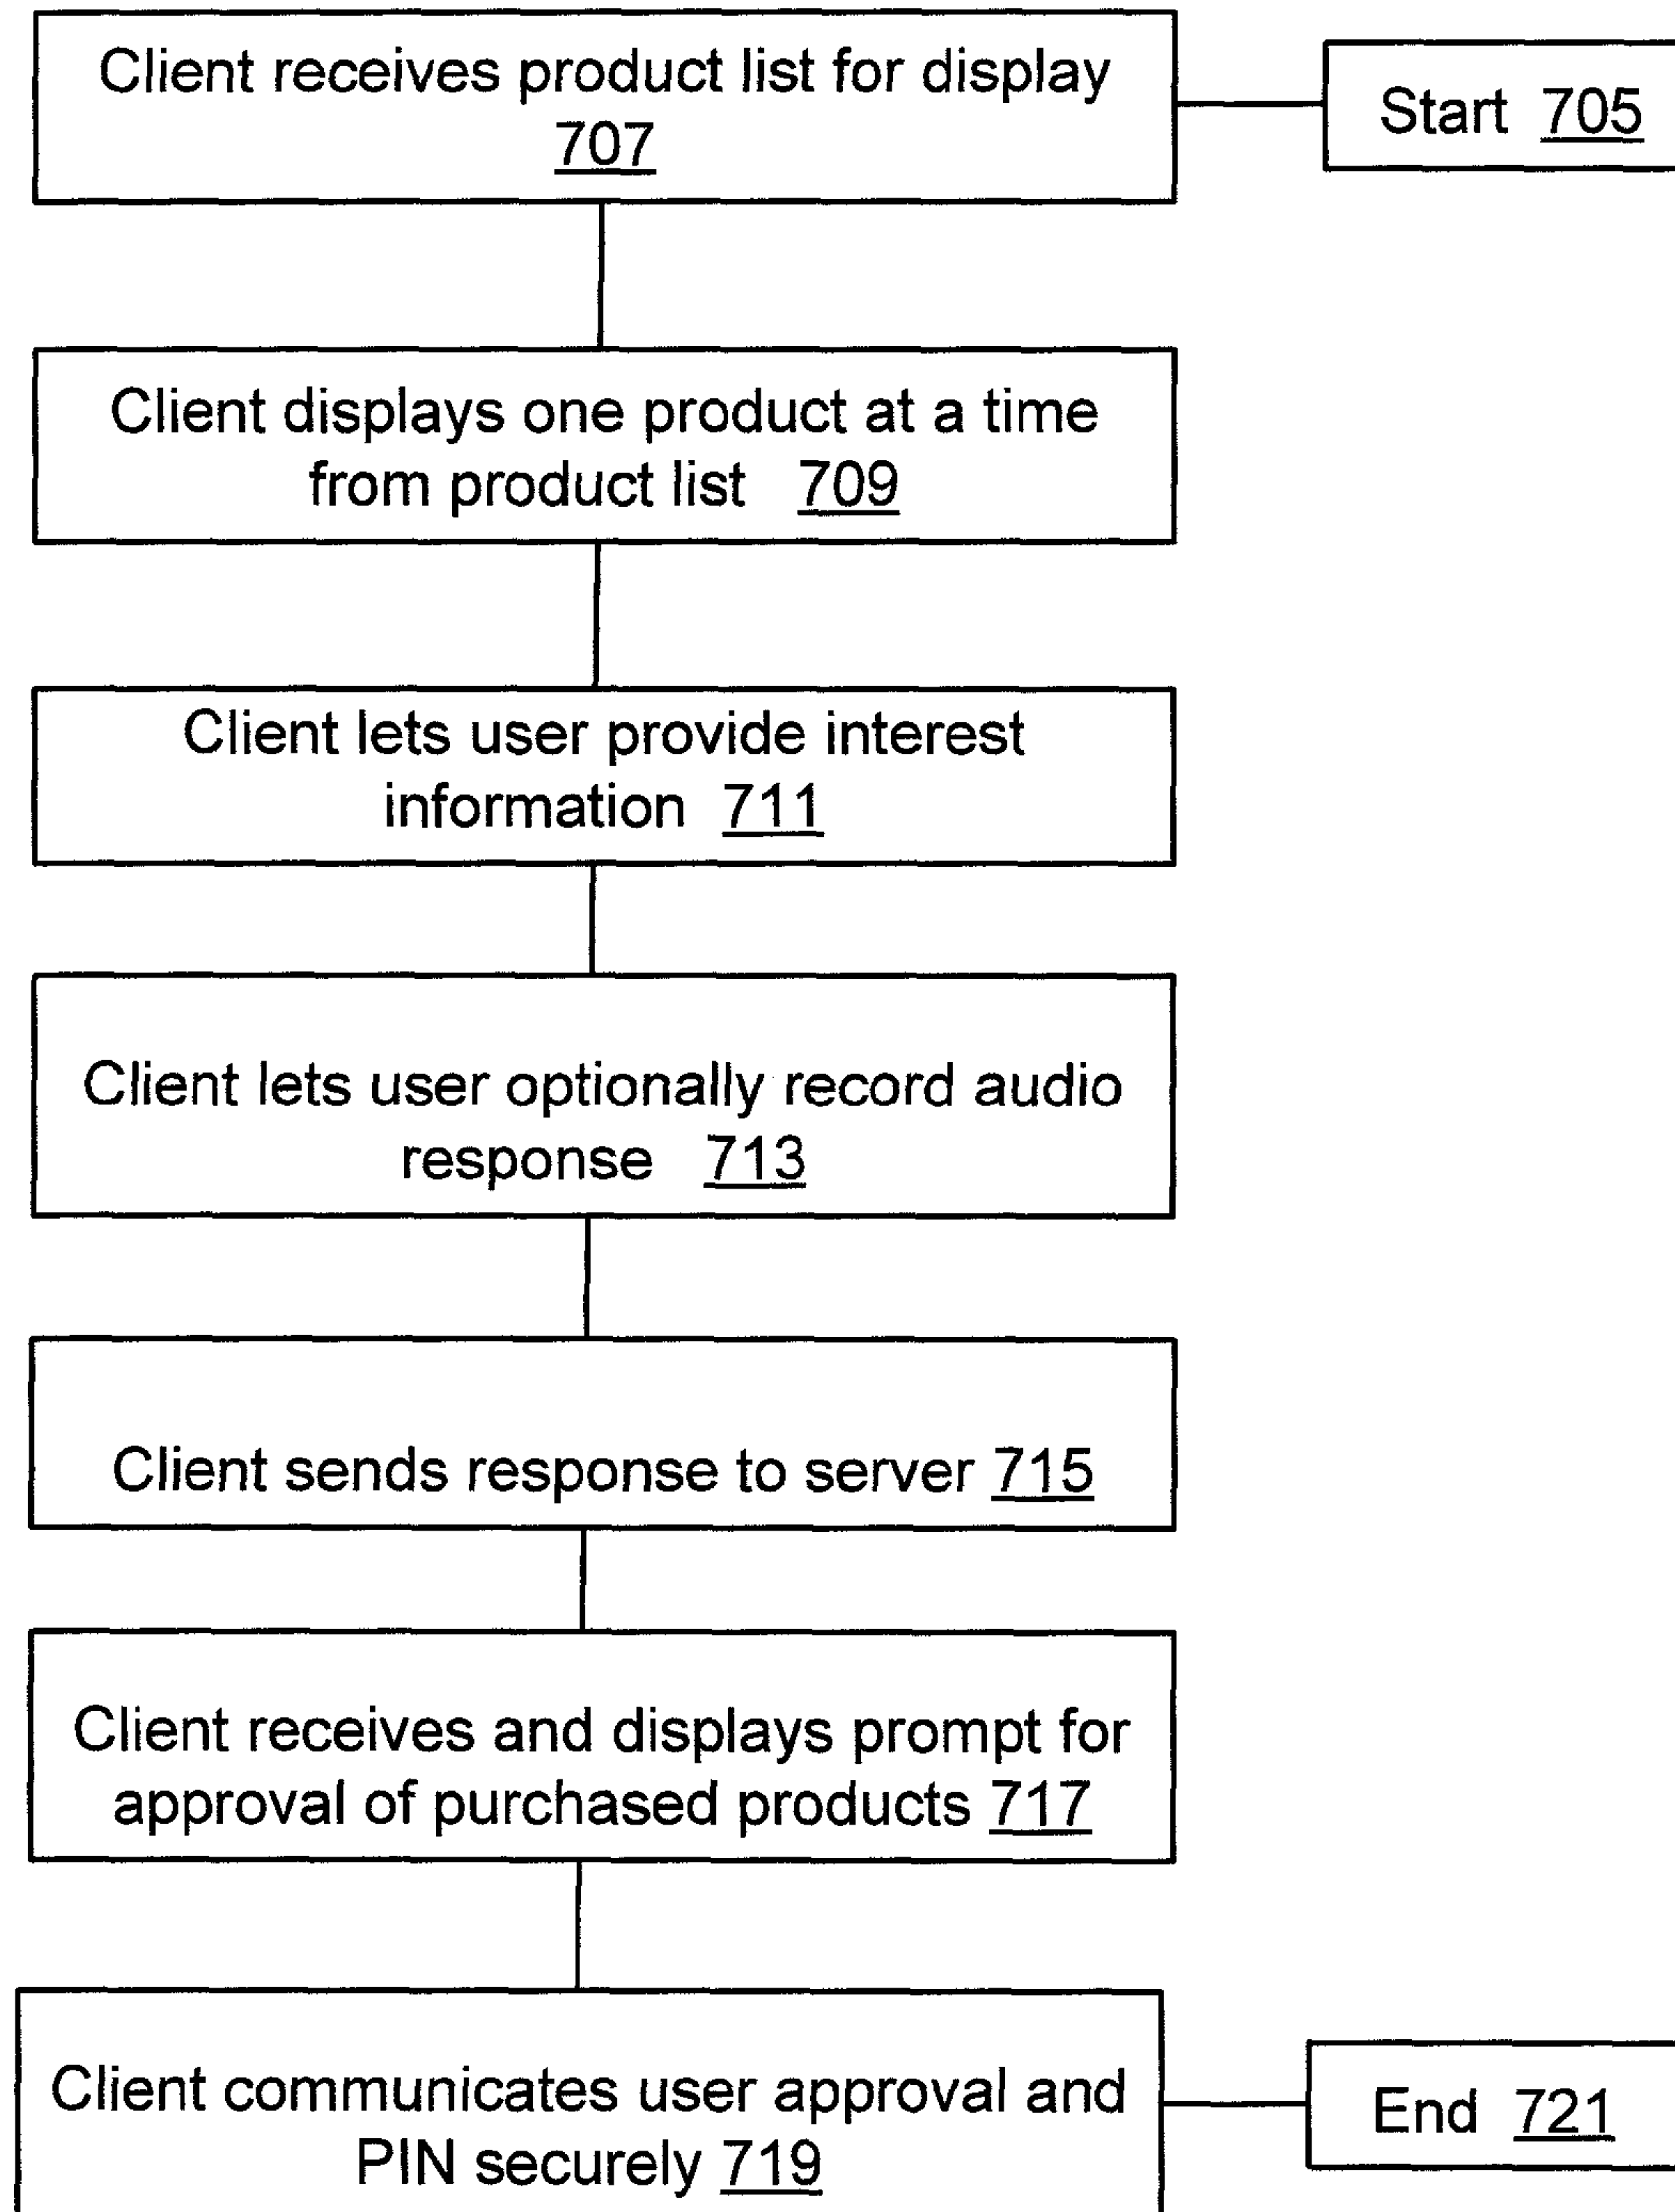 Client receives product list for display
707
Start 705
Client displays one product at a time
from product list 709
Client lets user provide interest
information 711
Client lets user optionally record audio
response 713
Client sends response to server 715
Client receives and displays prompt for
approval of purchased products 717
Client communicates user approval and
PIN securely 719
End 721